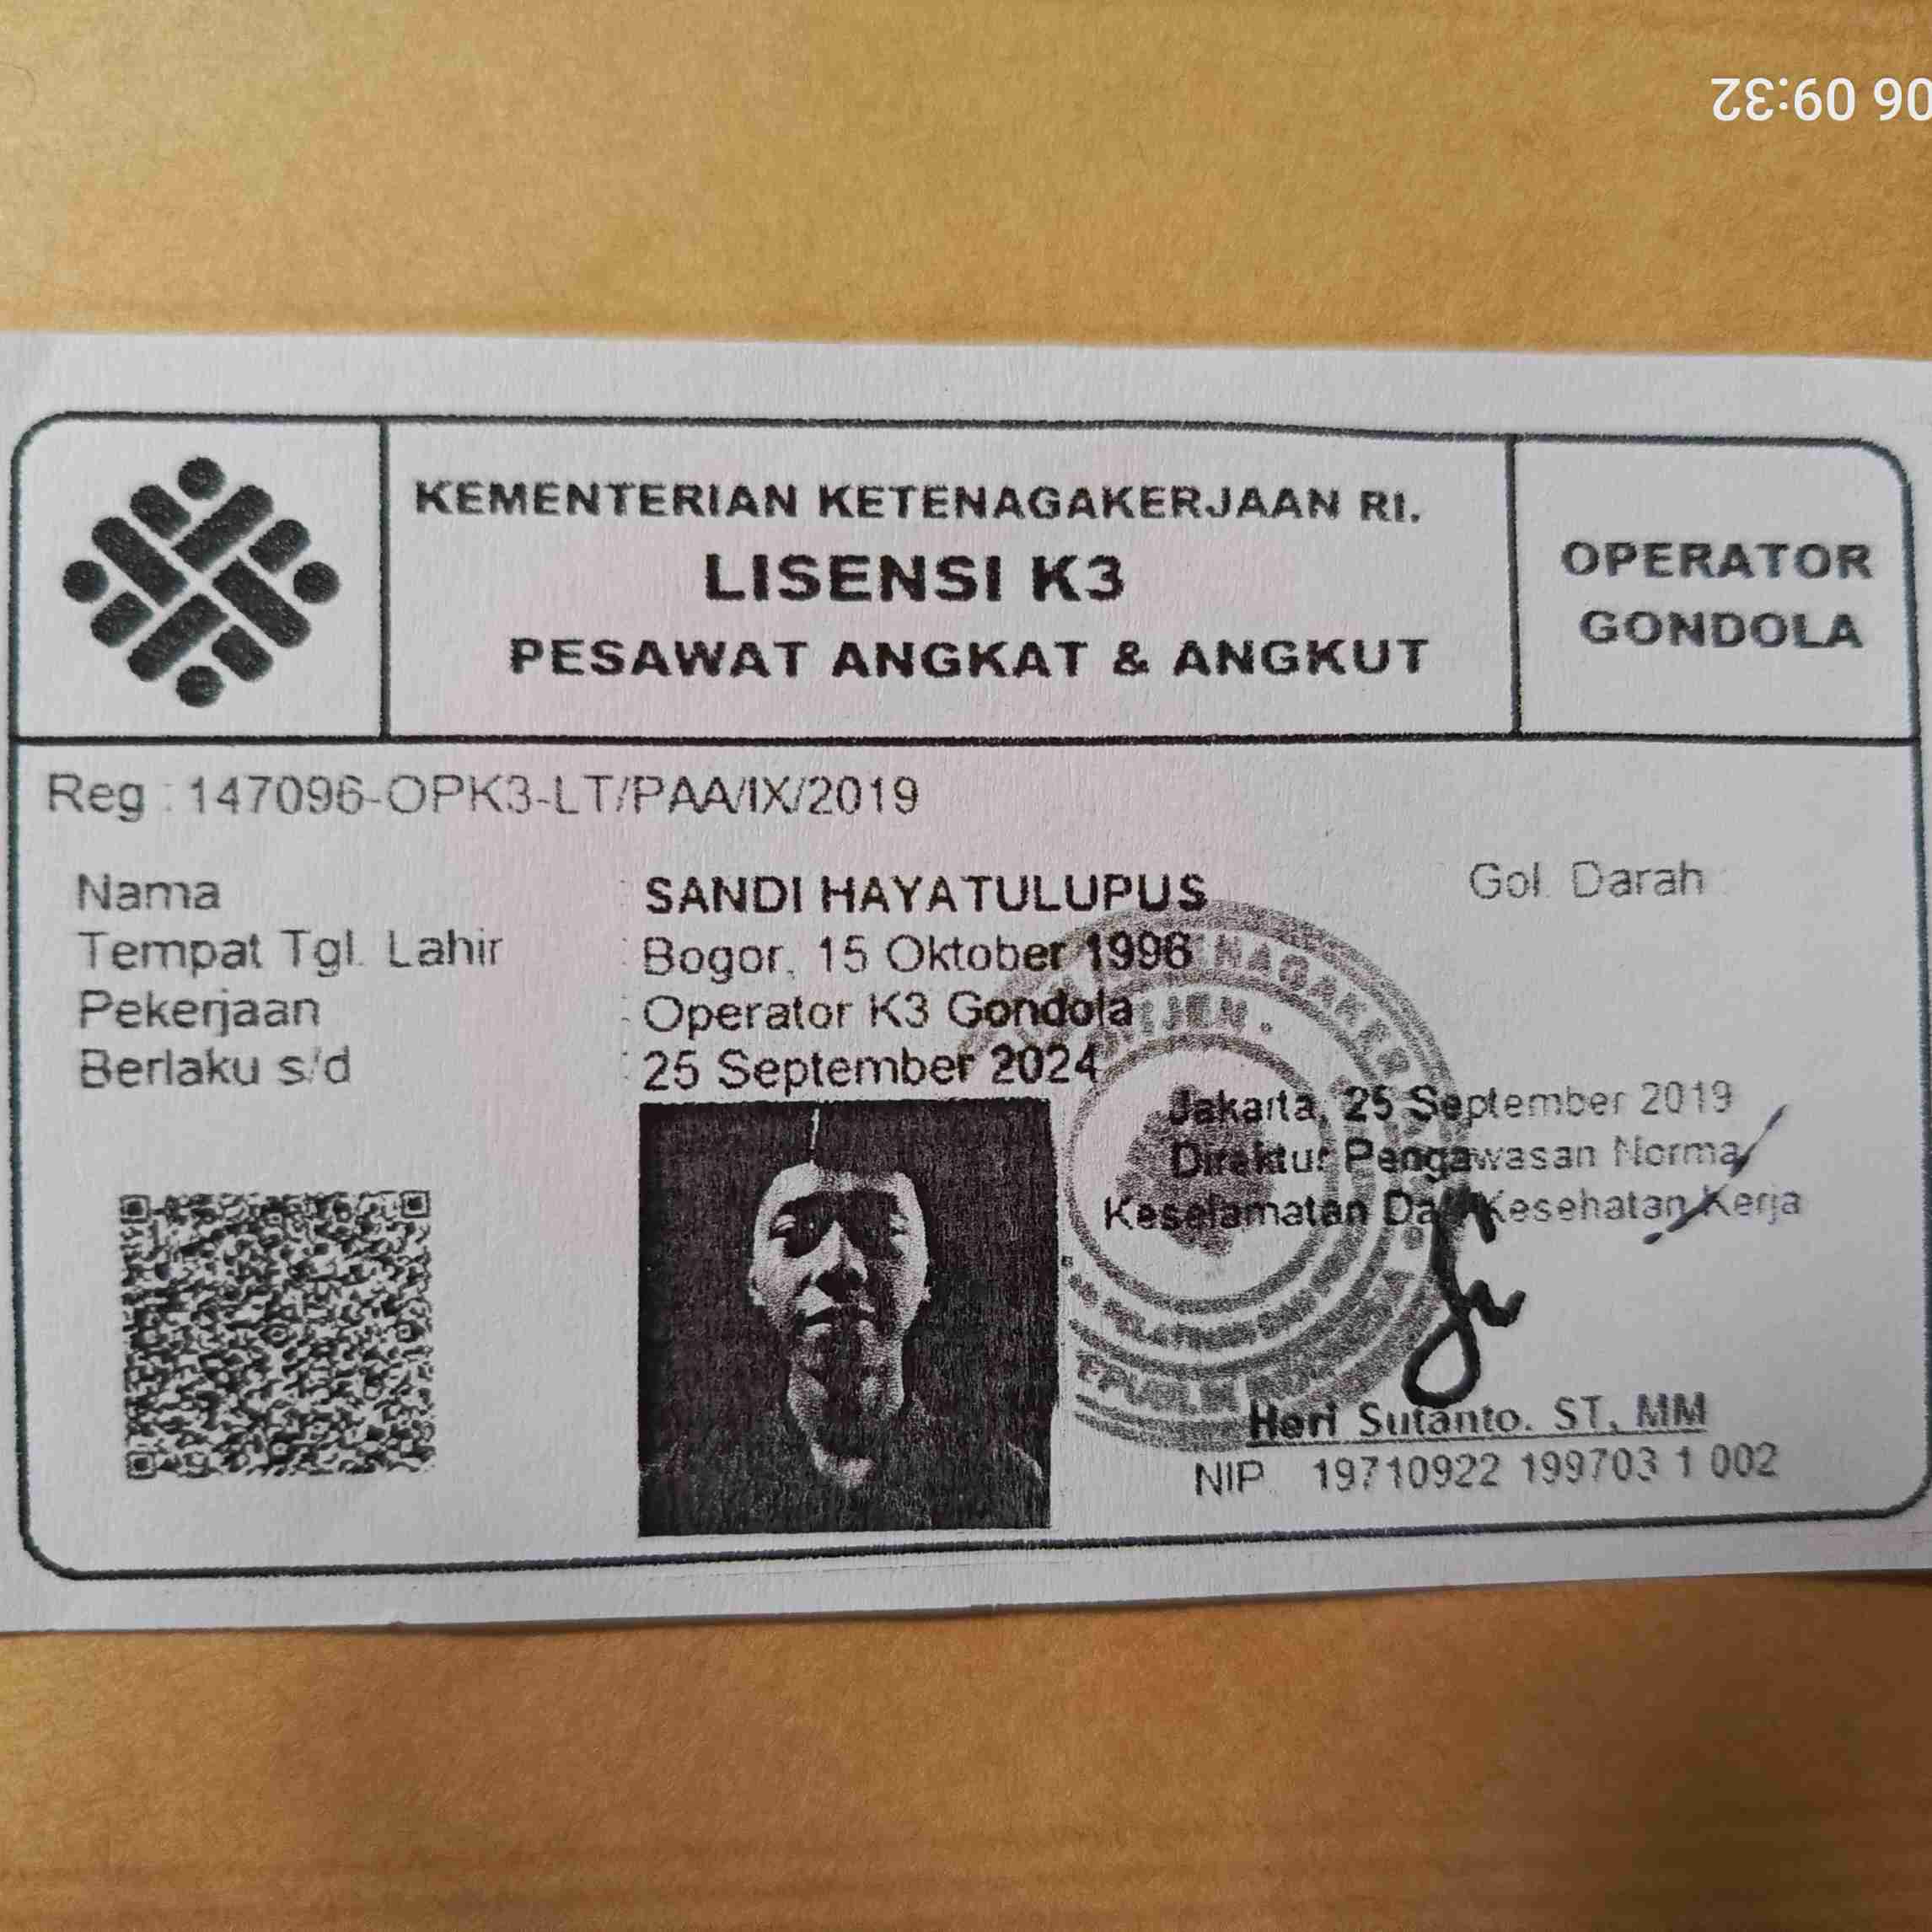 06 09:32
KEMENTERIAN KETENAGAKERJAAN RI.
LISENSI K3
PESAWAT ANGKAT & ANGKUT
OPERATOR
GONDOLA
Reg : 147096-OPK3-LT/PAA/IX/2019
Nama : SANDI HAYATULUPUS
Gol. Darah :
Tempat Tgl. Lahir : Bogor, 15 Oktober 1996
Pekerjaan : Operator K3 Gondola
Berlaku s/d : 25 September 2024
Jakarta, 25 September 2019
Direktur Pengawasan Norma
Keselamatan Dan Kesehatan Kerja
Heri Sutanto. ST, MM
NIP. 19710922 199703 1 002